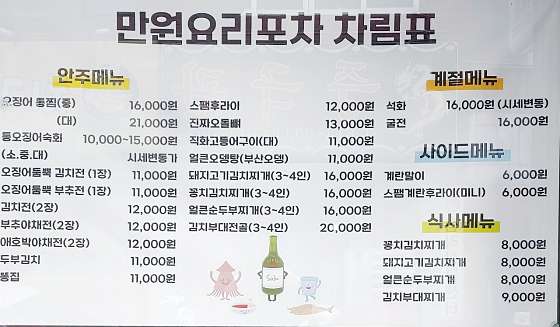 만원요리포차 차림표
안주메뉴
오징어 통찜(중) 16,000원
(대) 21,000원
통오징어숙회 10,000~15,000원
(소.중.대) 시세변동가
오징어듬뿍 김치전 (1장) 11,000원
오징어듬뿍 부추전 (1장) 11,000원
김치전(2장) 12,000원
부추야채전(2장) 12,000원
애호박야채전(2장) 12,000원
두부김치 11,000원
똥집 11,000원
스팸후라이 12,000원
진짜오돌뼈 13,000원
직화고등어구이(대) 11,000원
얼큰오뎅탕(부산오뎅) 11,000원
돼지고기김치찌개(3~4인) 16,000원
꽁치김치찌개(3~4인) 16,000원
얼큰순두부찌개(3~4인) 16,000원
김치부대전골(3~4인) 20,000원
계절메뉴
석화 16,000원 (시세변동)
굴전 16,000원
사이드메뉴
계란말이 6,000원
스팸계란후라이(미니) 6,000원
식사메뉴
꽁치김치찌개 8,000원
돼지고기김치찌개 8,000원
얼큰순두부찌개 8,000원
김치부대찌개 9,000원